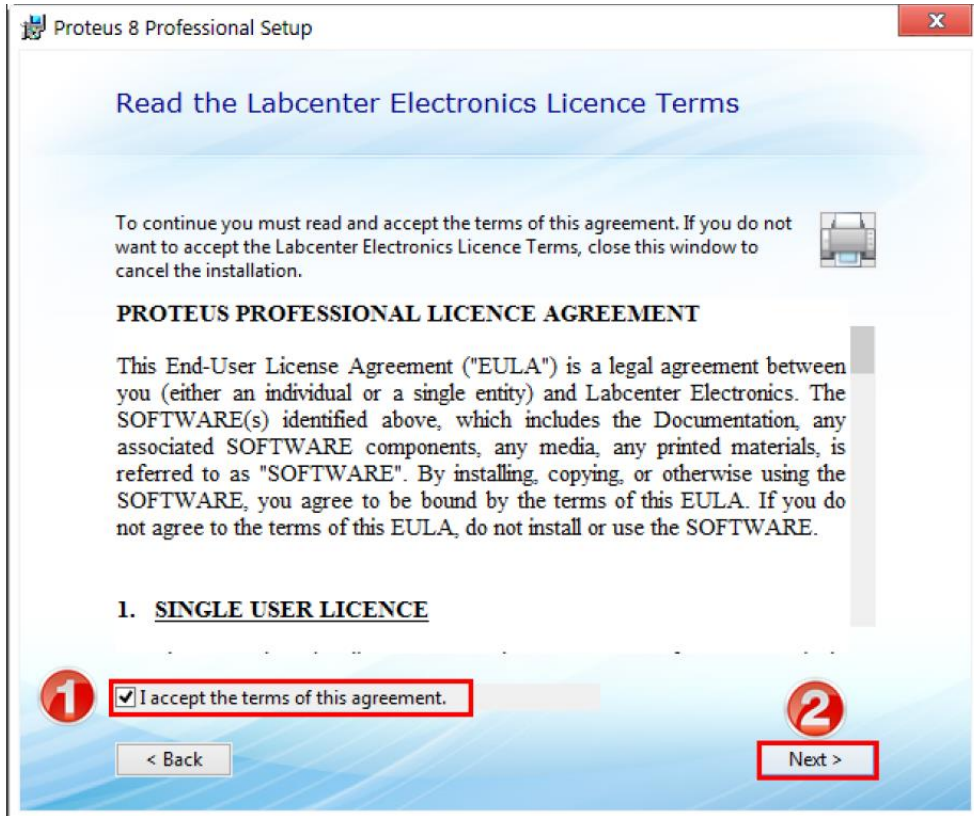 Proteus 8 Professional Setup
X
Read the Labcenter Electronics Licence Terms
To continue you must read and accept the terms of this agreement. If you do not
want to accept the Labcenter Electronics Licence Terms, close this window to
cancel the installation.
PROTEUS PROFESSIONAL LICENCE AGREEMENT
This End-User License Agreement ("EULA") is a legal agreement between
you (either an individual or a single entity) and Labcenter Electronics. The
SOFTWARE(s) identified above, which includes the Documentation, any
associated SOFTWARE components, any media, any printed materials, is
referred to as "SOFTWARE". By installing, copying, or otherwise using the
SOFTWARE, you agree to be bound by the terms of this EULA. If you do
not agree to the terms of this EULA, do not install or use the SOFTWARE.
1. SINGLE USER LICENCE
1 I accept the terms of this agreement.
2
< Back
Next >